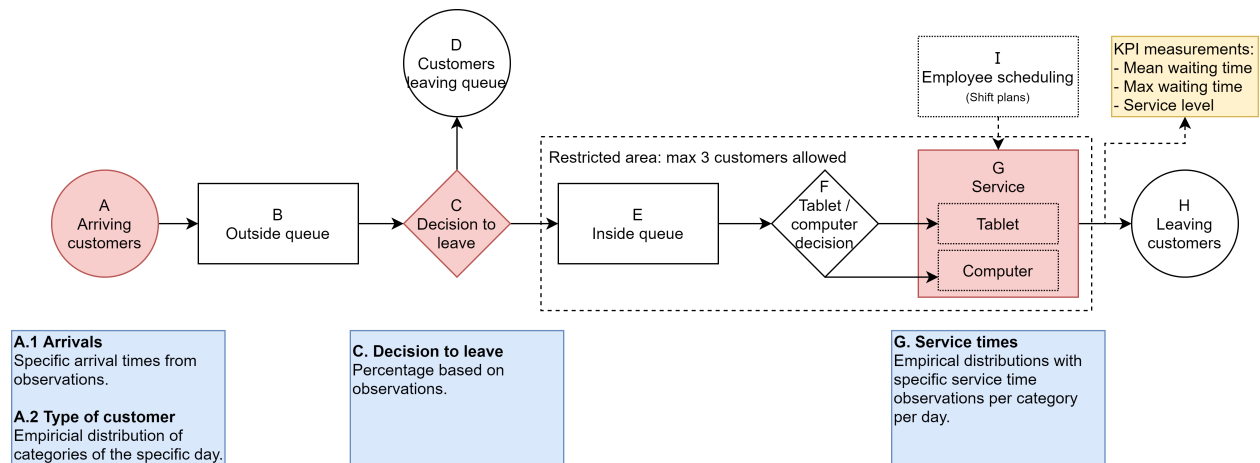 D
Customers
leaving queue
I
Employee scheduling
(Shift plans)
KPI measurements:
- Mean waiting time
- Max waiting time
- Service level
Restricted area: max 3 customers allowed
A
Arriving
customers
B
Outside queue
C
Decision to
leave
E
Inside queue
F
Tablet /
computer
decision
G
Service
Tablet
Computer
H
Leaving
customers
A.1 Arrivals
Specific arrival times from
observations.
A.2 Type of customer
Empiricial distribution of
categories of the specific day.
C. Decision to leave
Percentage based on
observations.
G. Service times
Empirical distributions with
specific service time
observations per category
per day.